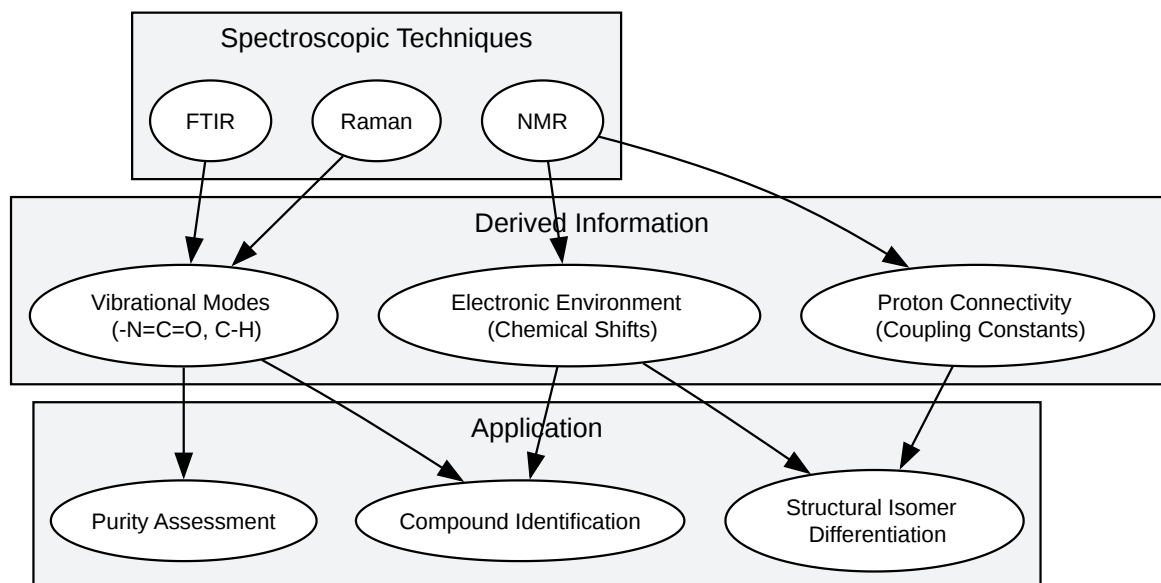 Spectroscopic Techniques
FTIR
Raman
NMR
Derived Information
Vibrational Modes
(-N=C=O, C-H)
Electronic Environment
(Chemical Shifts)
Proton Connectivity
(Coupling Constants)
Application
Purity Assessment
Compound Identification
Structural Isomer
Differentiation